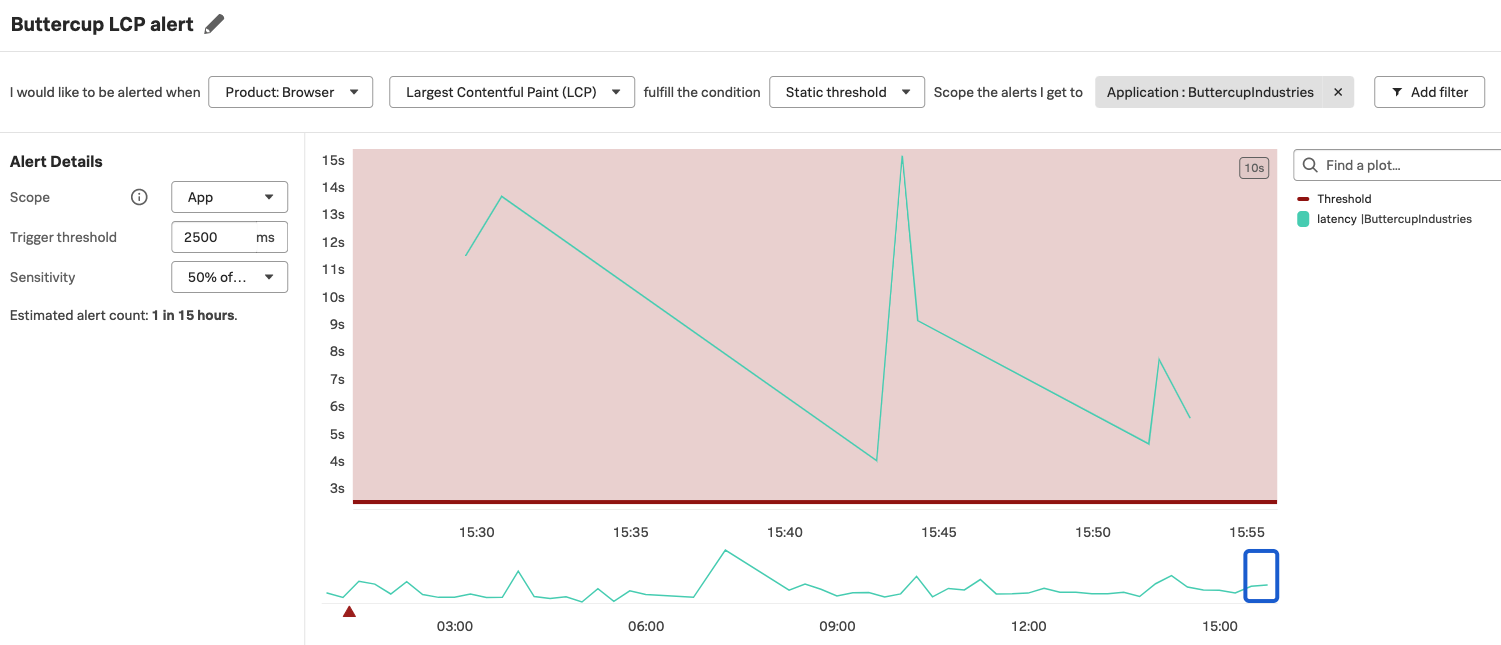 Buttercup LCP alert
I would like to be alerted when Product: Browser Largest Contentful Paint (LCP) fulfill the condition Static threshold Scope the alerts I get to Application : ButtercupIndustries × Add filter
Alert Details
Scope App
Trigger threshold 2500 ms
Sensitivity 50% of...
Estimated alert count: 1 in 15 hours.
15s
14s
13s
12s
11s
10s
9s
8s
7s
6s
5s
4s
3s
10s
15:30 15:35 15:40 15:45 15:50 15:55
03:00 06:00 09:00 12:00 15:00
Find a plot...
Threshold
latency |ButtercupIndustries